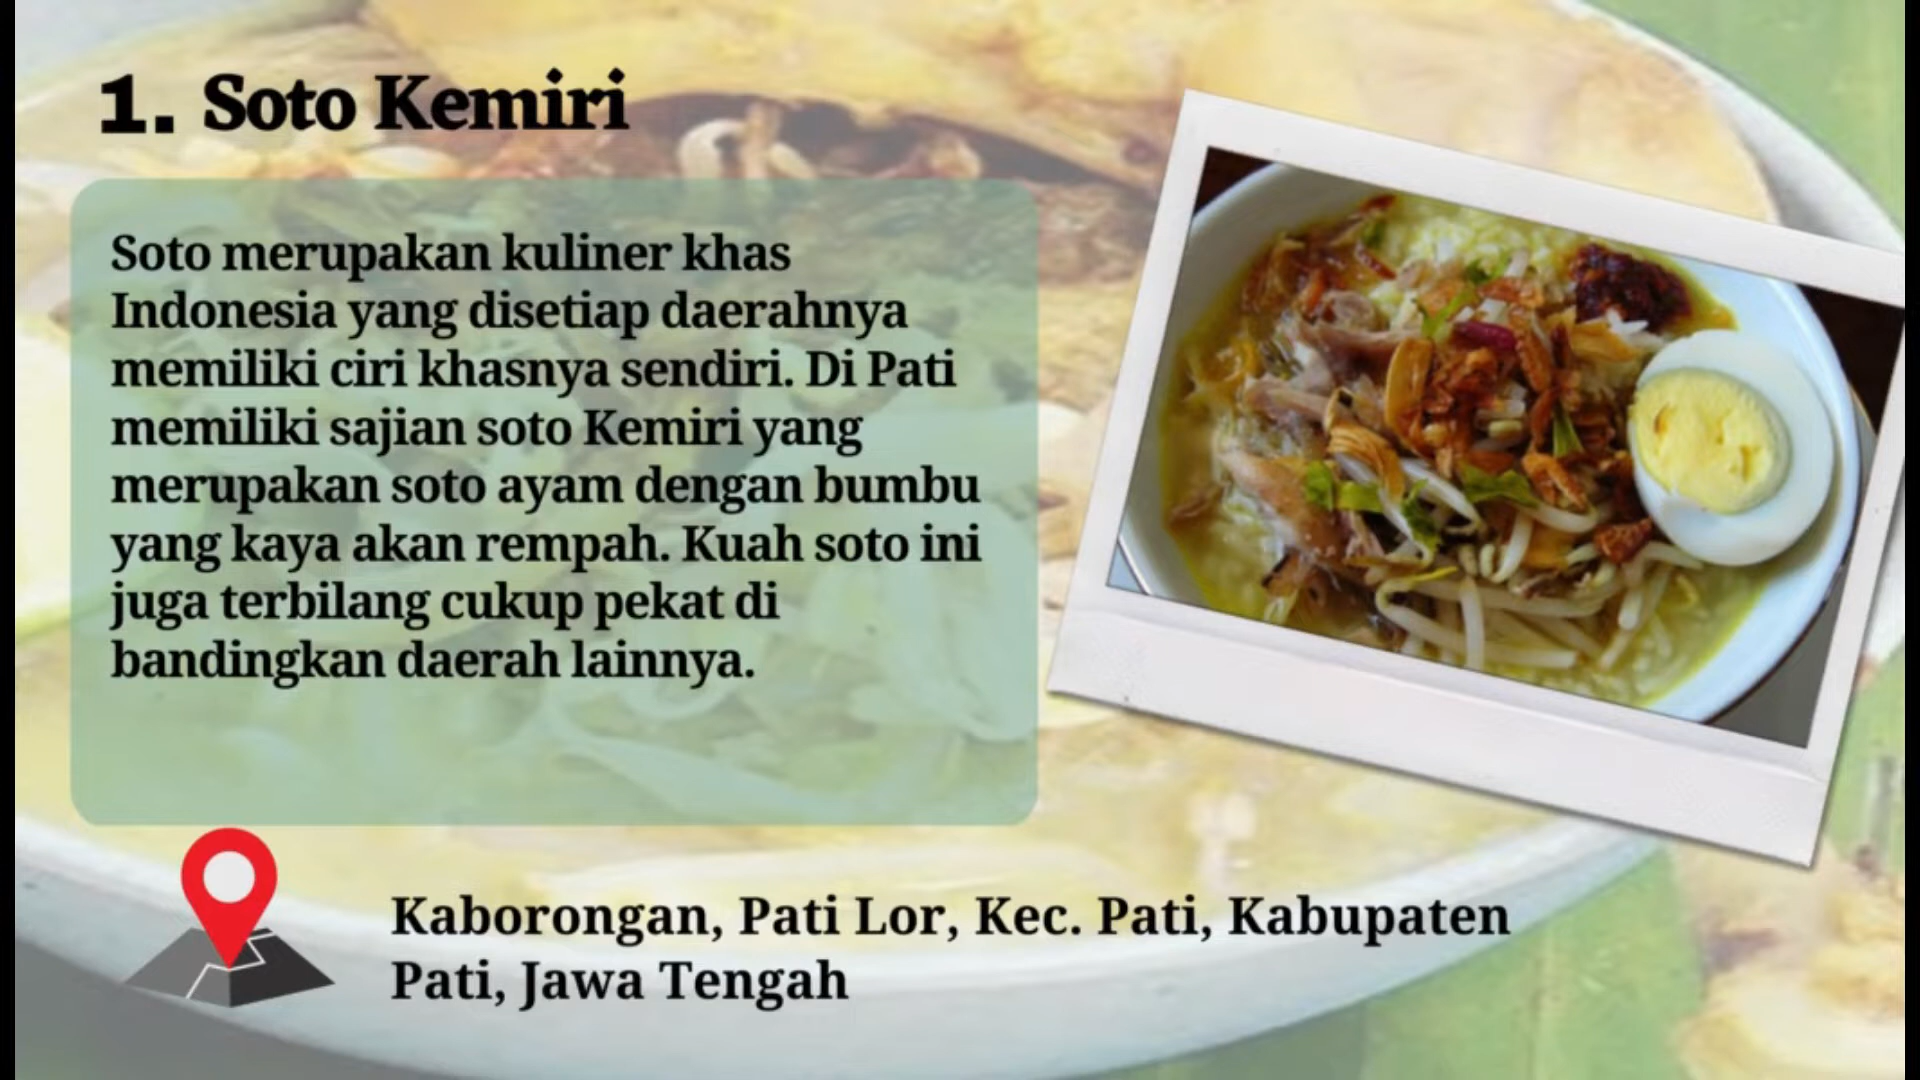 1. Soto Kemiri
Soto merupakan kuliner khas
Indonesia yang disetiap daerahnya
memiliki ciri khasnya sendiri. Di Pati
memiliki sajian soto Kemiri yang
merupakan soto ayam dengan bumbu
yang kaya akan rempah. Kuah soto ini
juga terbilang cukup pekat di
bandingkan daerah lainnya.
Kaborongan, Pati Lor, Kec. Pati, Kabupaten
Pati, Jawa Tengah